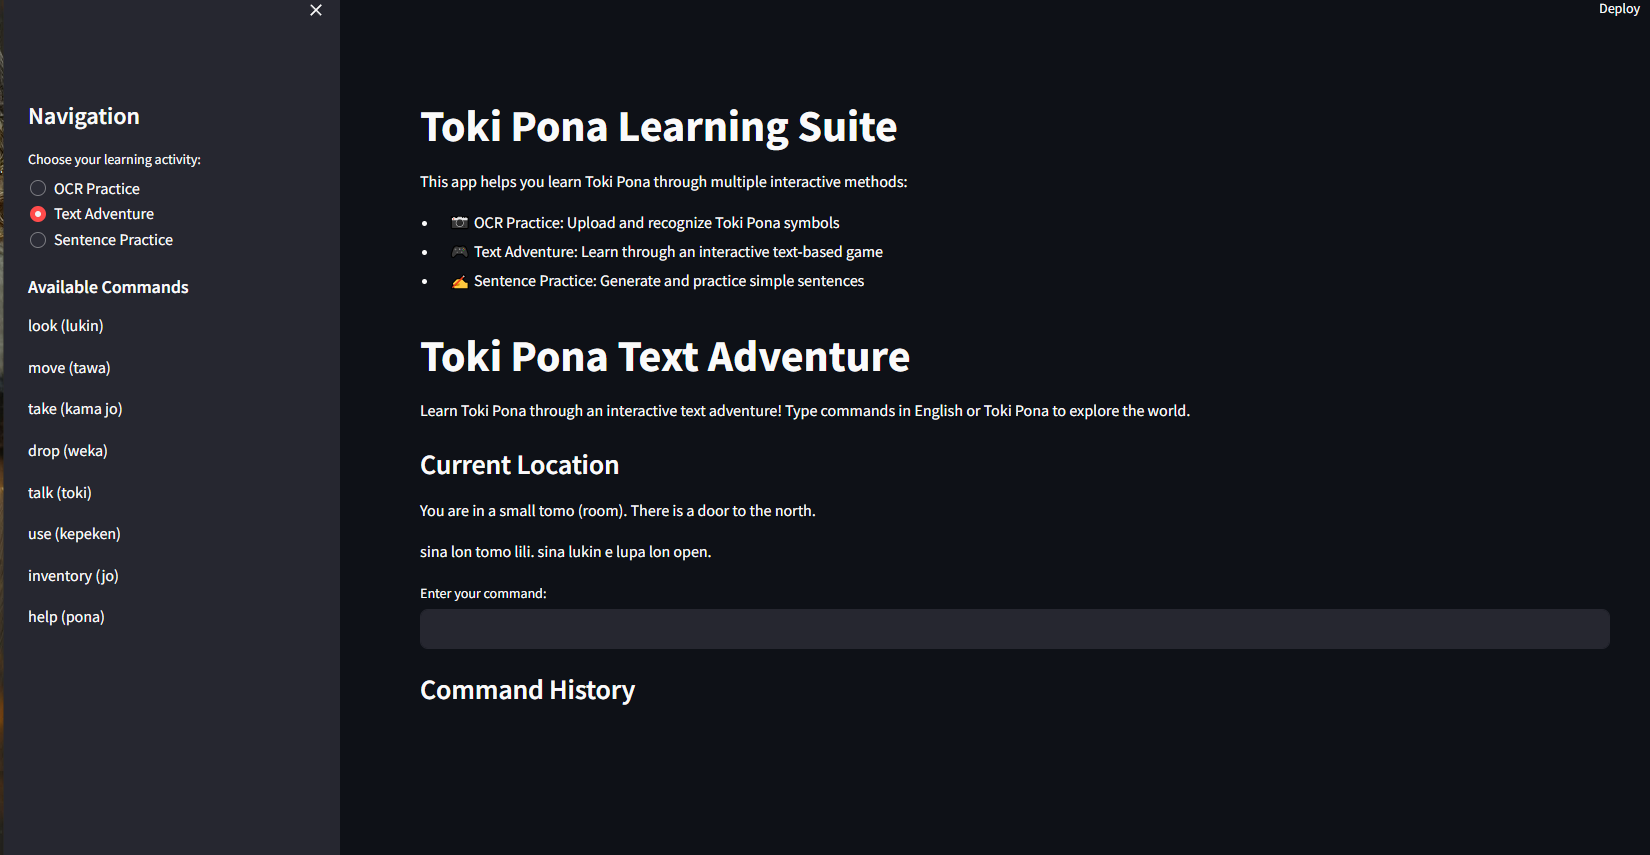 Deploy
Navigation
Choose your learning activity:
OCR Practice
Text Adventure
Sentence Practice
Available Commands
look (lukin)
move (tawa)
take (kama jo)
drop (weka)
talk (toki)
use (kepeken)
inventory (jo)
help (pona)
Toki Pona Learning Suite
This app helps you learn Toki Pona through multiple interactive methods:
• 📷 OCR Practice: Upload and recognize Toki Pona symbols
• 🎮 Text Adventure: Learn through an interactive text-based game
• ✍️ Sentence Practice: Generate and practice simple sentences
Toki Pona Text Adventure
Learn Toki Pona through an interactive text adventure! Type commands in English or Toki Pona to explore the world.
Current Location
You are in a small tomo (room). There is a door to the north.
sina lon tomo lili. sina lukin e lupa lon open.
Enter your command:
Command History